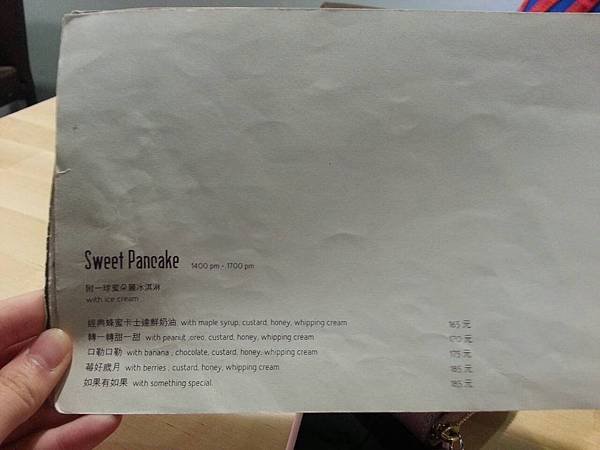 Sweet Pancake 1400 pm - 1700 pm
附一球蜜朵麗冰淇淋
with ice cream
經典蜂蜜卡士達鮮奶油 with maple syrup, custard, honey, whipping cream 165 元
轉一轉甜一甜 with peanut ,oreo, custard, honey, whipping cream 170 元
口勒口勒 with banana , chocolate, custard, honey, whipping cream 175 元
莓好歲月 with berries , custard, honey, whipping cream 185 元
如果有如果 with something special. 185 元